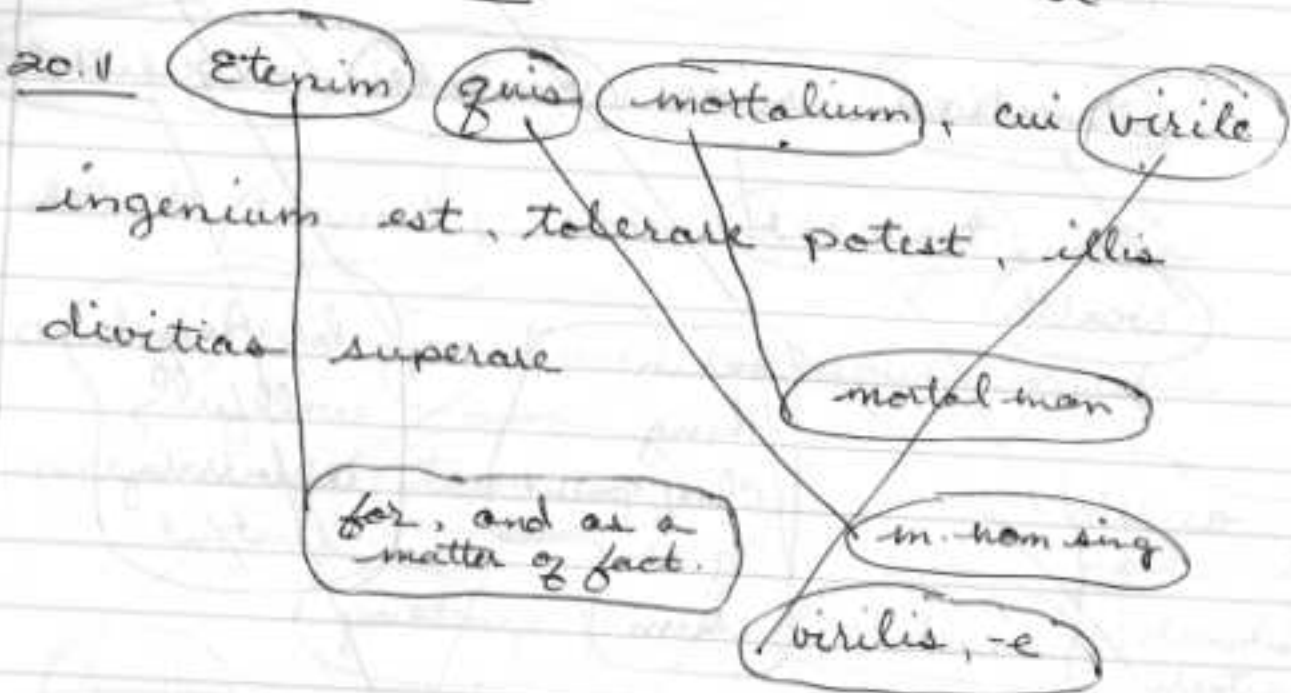 20.11 Etenim quis mortalium, cui virile
ingenium est, tolerare potest, illis
divitias superare
mortal man
for, and as a
matter of fact.
m. nom sing
virilis, -e